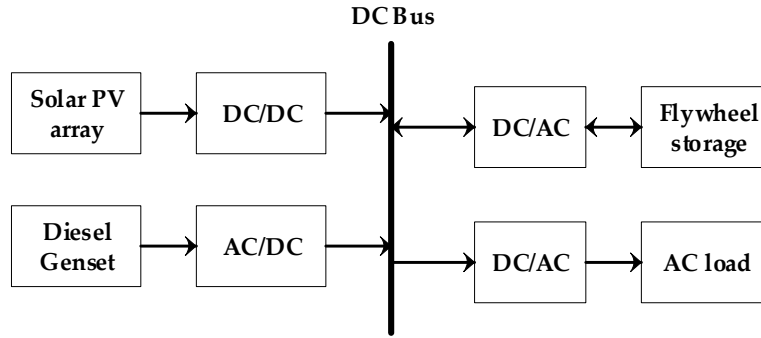 DC Bus
Solar PV
array
DC/DC
DC/AC
Flywheel
storage
Diesel
Genset
AC/DC
DC/AC
AC load